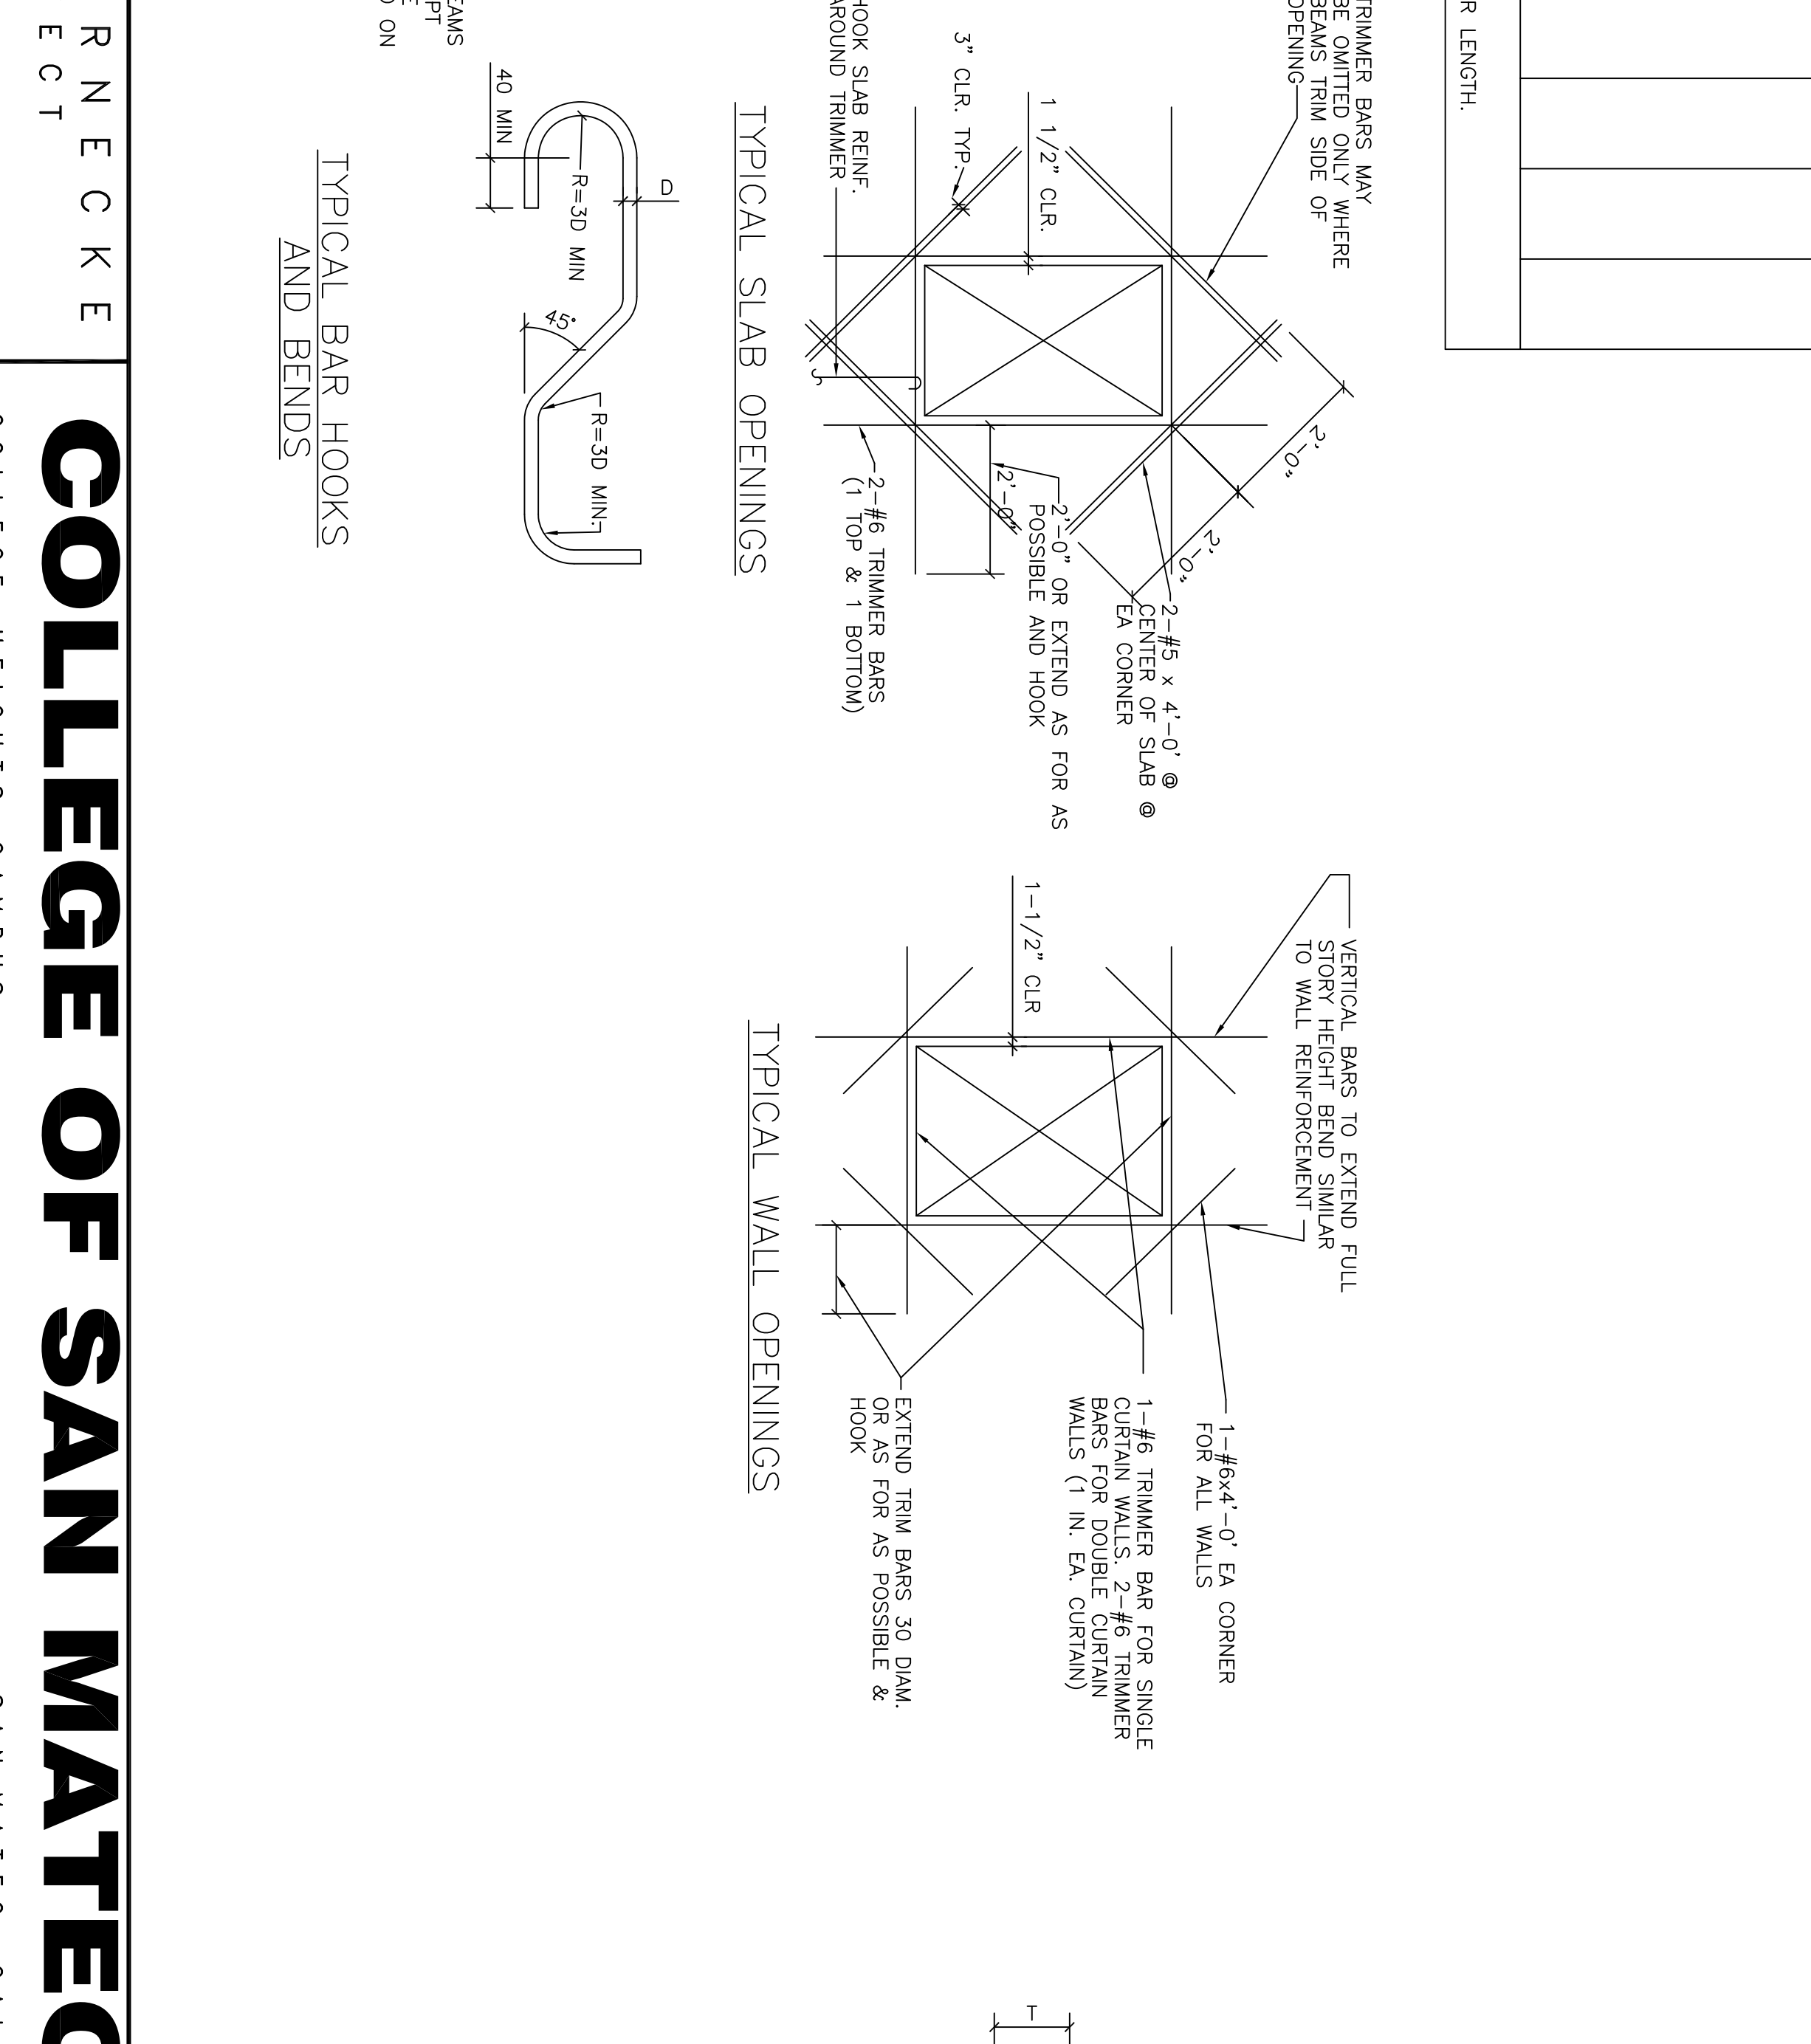 R LENGTH.
TRIMMER BARS MAY
BE OMITTED ONLY WHERE
BEAMS TRIM SIDE OF
OPENING
1 1/2" CLR.
3" CLR. TYP.
HOOK SLAB REINF.
AROUND TRIMMER
2'-0"
2'-0"
2-#5 x 4'-0' @
CENTER OF SLAB @
EA CORNER
2'-0" OR EXTEND AS FOR AS
POSSIBLE AND HOOK
2'-0"
2-#6 TRIMMER BARS
(1 TOP & 1 BOTTOM)
TYPICAL SLAB OPENINGS
VERTICAL BARS TO EXTEND FULL
STORY HEIGHT BEND SIMILAR
TO WALL REINFORCEMENT
1-1/2" CLR
1-#6x4'-0' EA CORNER
FOR ALL WALLS
1-#6 TRIMMER BAR FOR SINGLE
CURTAIN WALLS. 2-#6 TRIMMER
BARS FOR DOUBLE CURTAIN
WALLS (1 IN. EA. CURTAIN)
EXTEND TRIM BARS 30 DIAM.
OR AS FOR AS POSSIBLE &
HOOK
TYPICAL WALL OPENINGS
T
D
R=3D MIN
R=3D MIN.
45°
40 MIN
TYPICAL BAR HOOKS
AND BENDS
EAMS
PT
ON
RNECKE
ECT
COLLEGE OF SAN MATEO